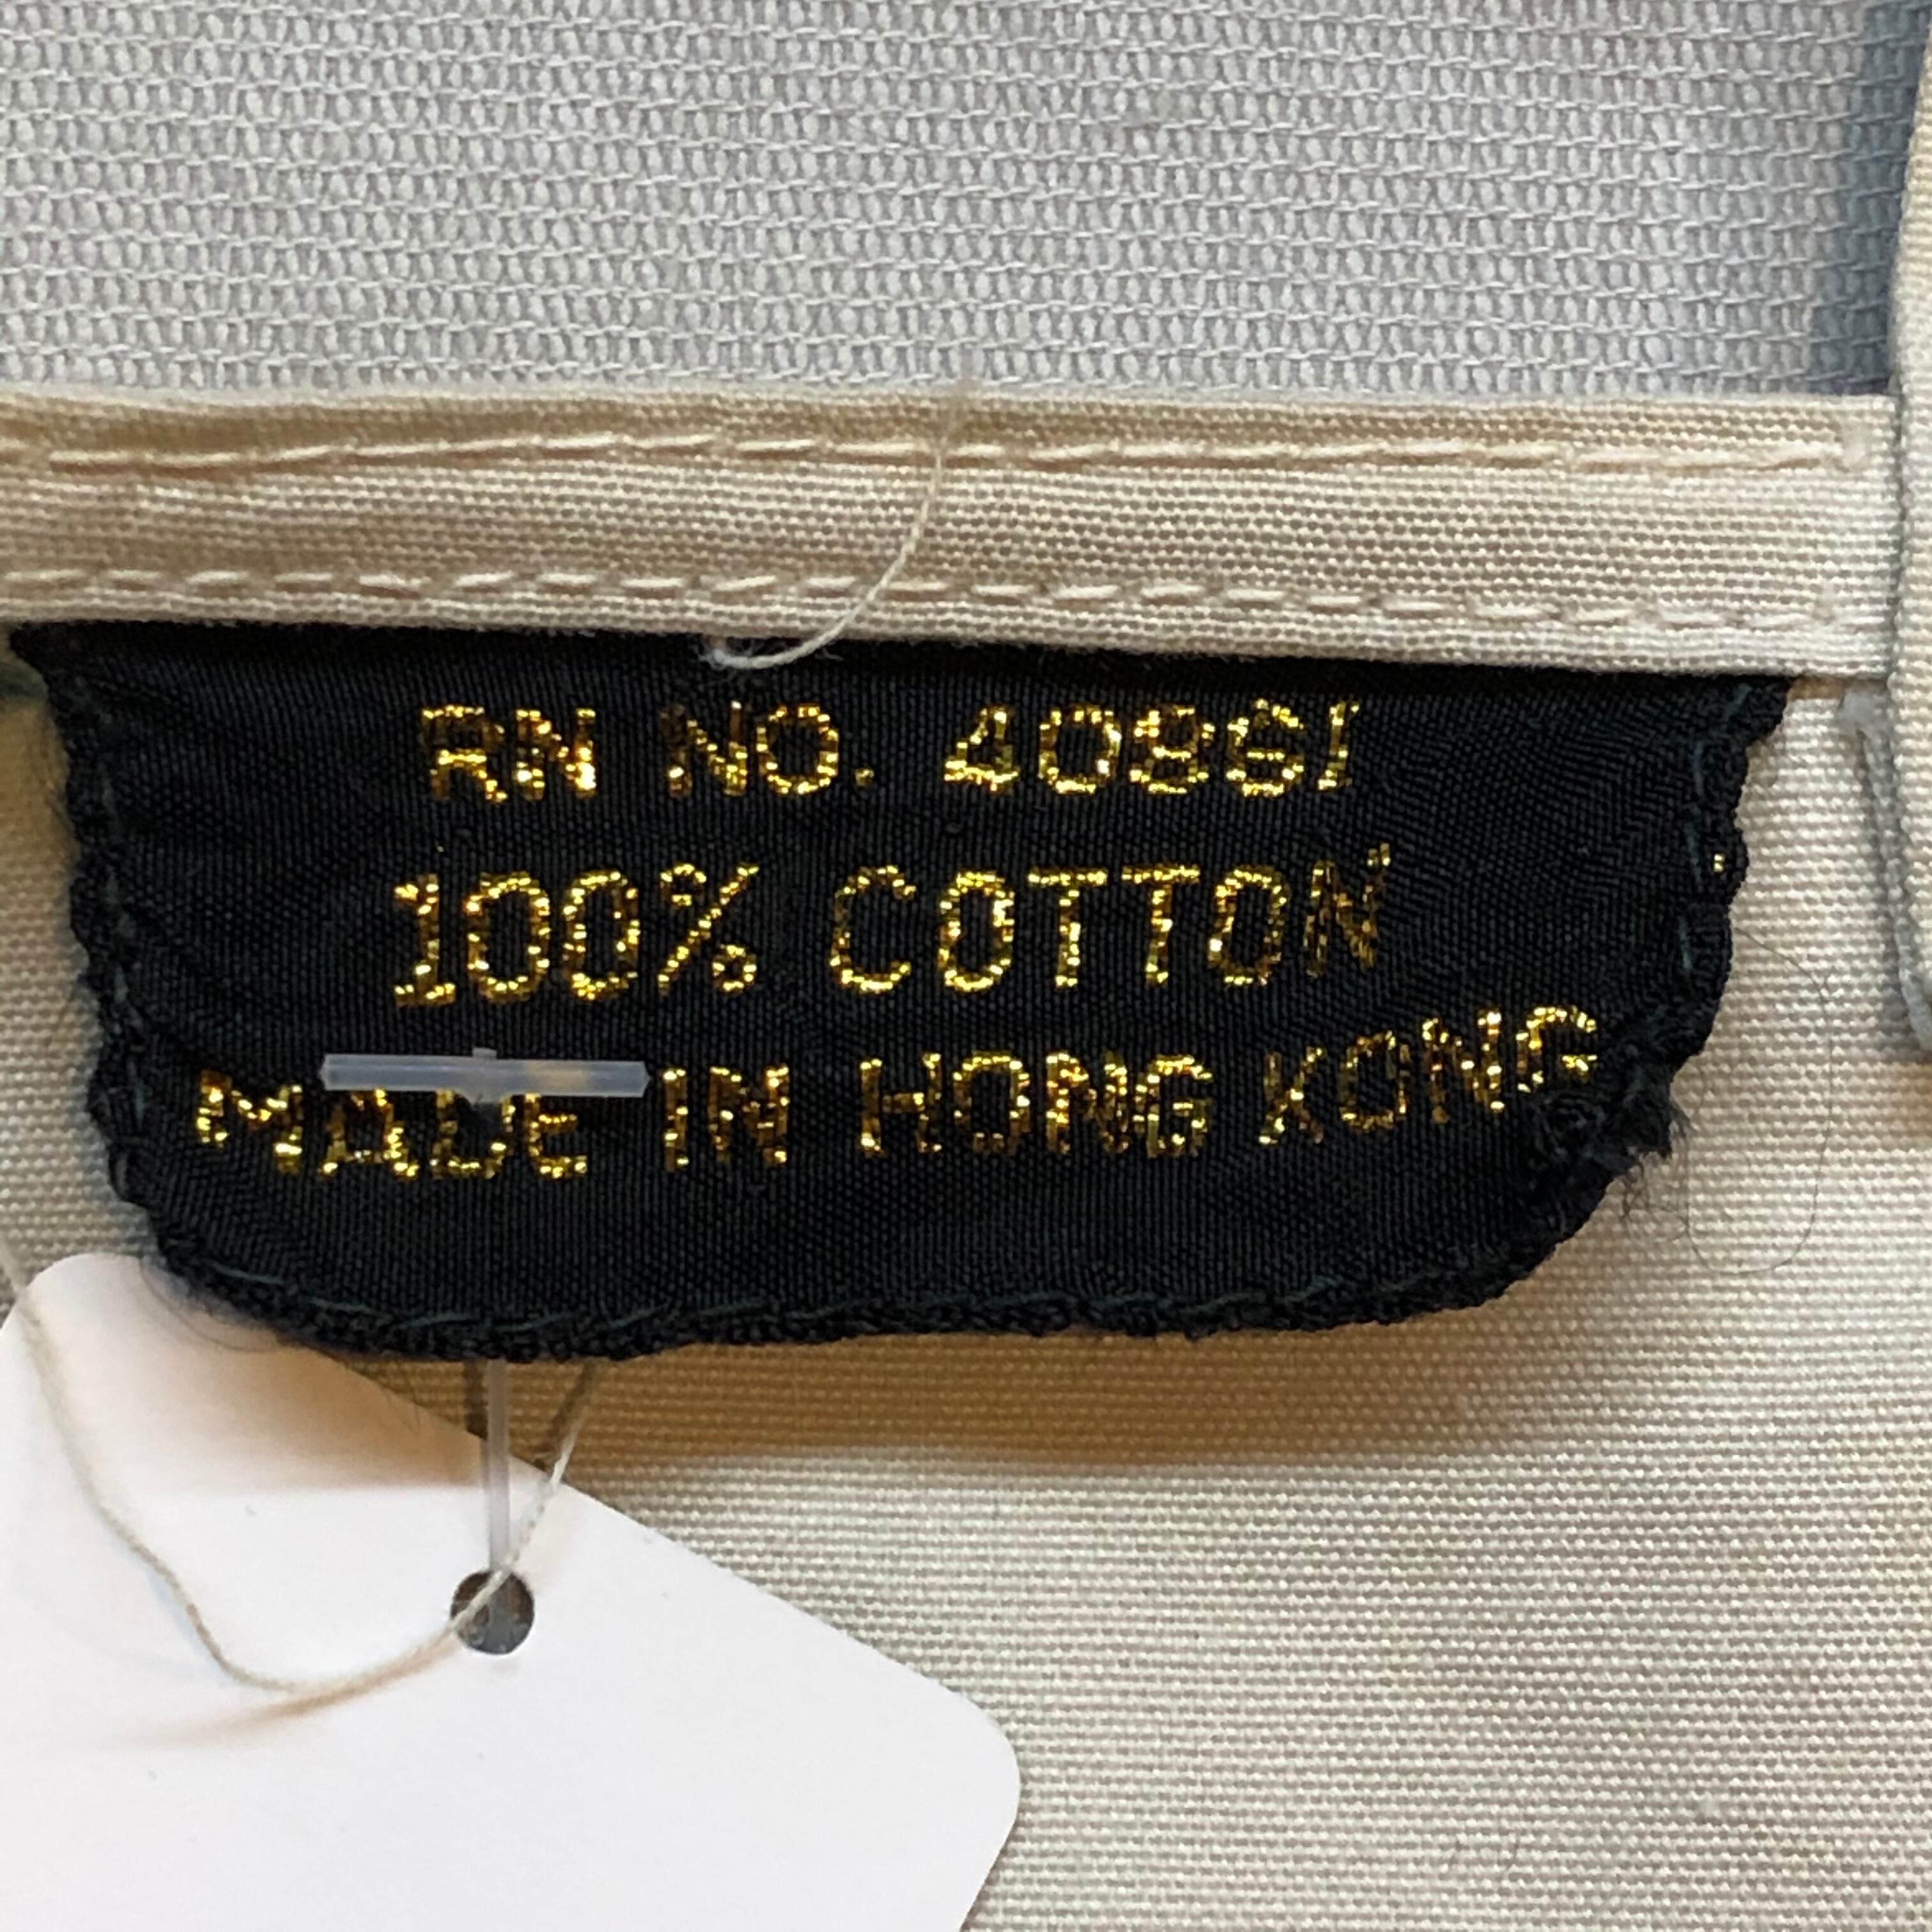 RN NO. 40861
100% COTTON
MADE IN HONG KONG